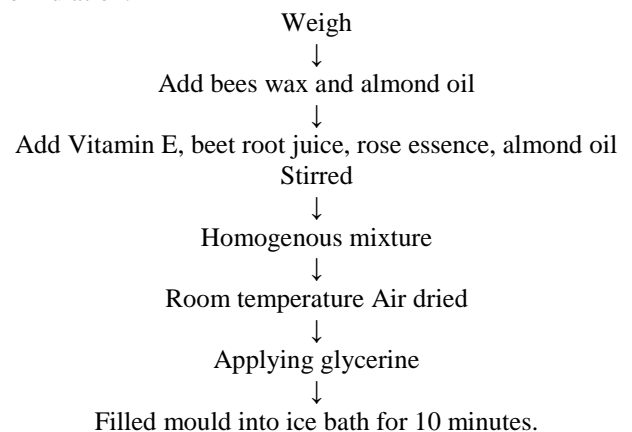 Weigh
↓
Add bees wax and almond oil
↓
Add Vitamin E, beet root juice, rose essence, almond oil
Stirred
↓
Homogenous mixture
↓
Room temperature Air dried
↓
Applying glycerine
↓
Filled mould into ice bath for 10 minutes.